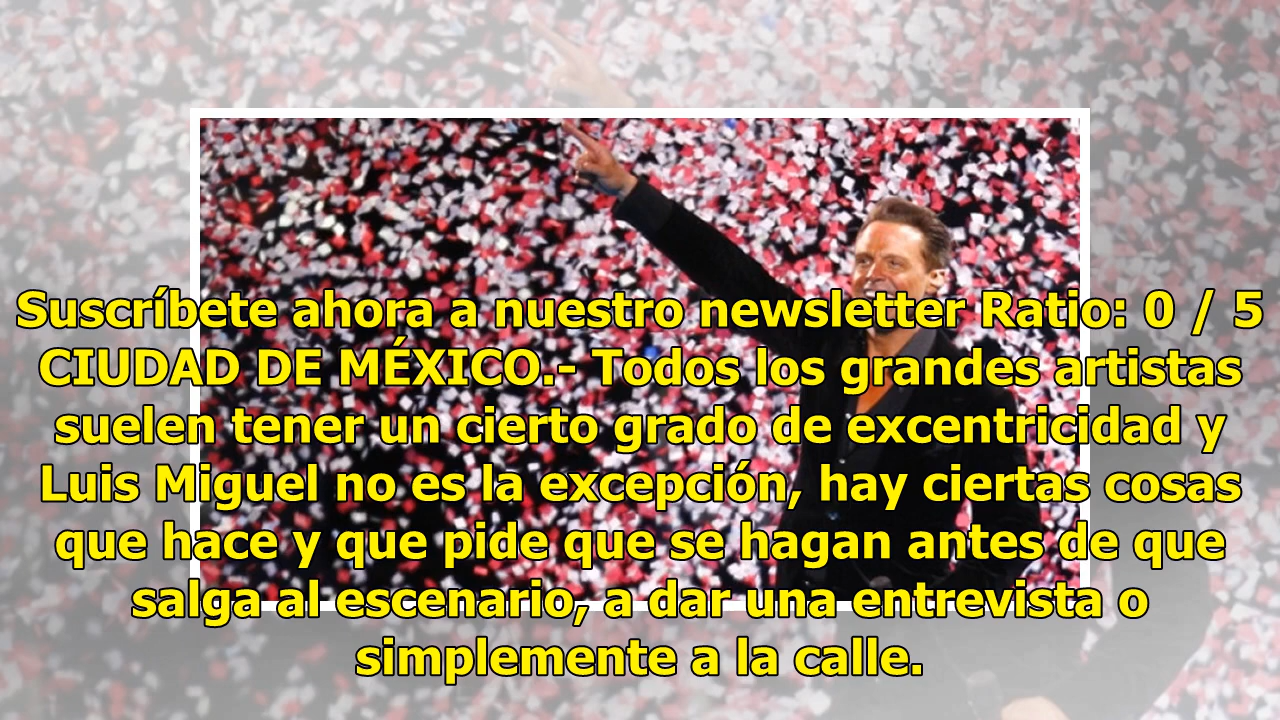 Suscríbete ahora a nuestro newsletter Ratio: 0 / 5
CIUDAD DE MÉXICO.- Todos los grandes artistas
suelen tener un cierto grado de excentricidad y
Luis Miguel no es la excepción, hay ciertas cosas
que hace y que pide que se hagan antes de que
salga al escenario, a dar una entrevista o
simplemente a la calle.